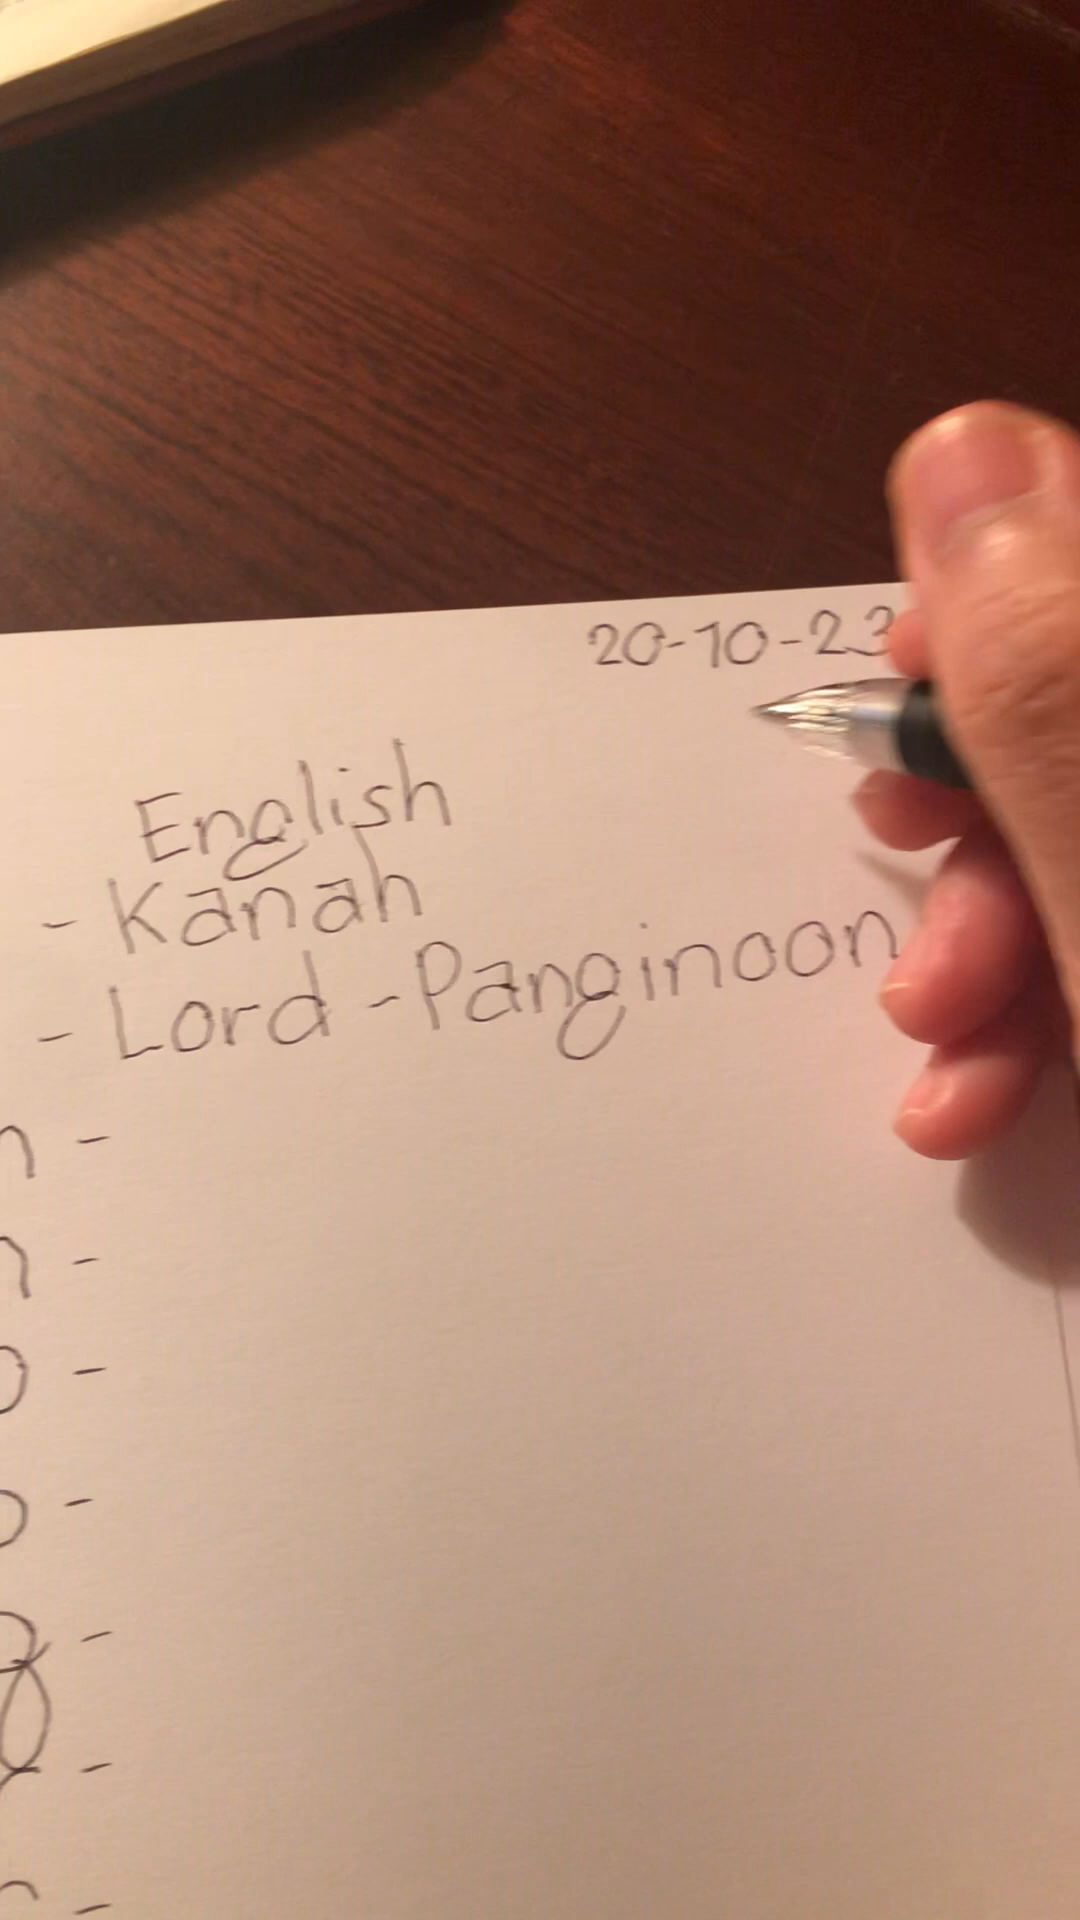 20-10-23
English
- Kanah
- Lord - Panginoon
n -
n -
o -
o -
-
-
-